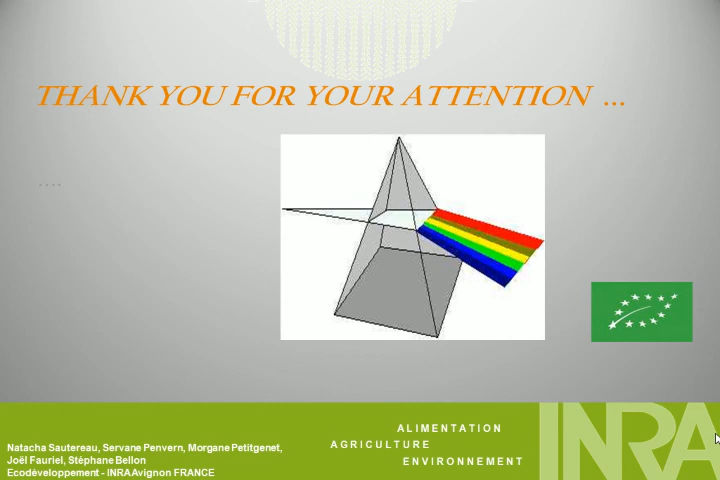 THANK YOU FOR YOUR ATTENTION ...
....
ALIMENTATION
AGRICULTURE
ENVIRONNEMENT
INRA
Natacha Sautereau, Servane Penvern, Morgane Petitgenet,
Joël Fauriel, Stéphane Bellon
Ecodéveloppement - INRA Avignon FRANCE